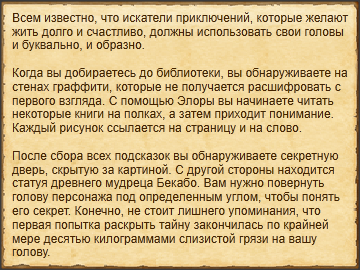 Всем известно, что искатели приключений, которые желают
жить долго и счастливо, должны использовать свои головы
и буквально, и образно.
Когда вы добираетесь до библиотеки, вы обнаруживаете на
стенах граффити, которые не получается расшифровать с
первого взгляда. С помощью Элоры вы начинаете читать
некоторые книги на полках, а затем приходит понимание.
Каждый рисунок ссылается на страницу и на слово.
После сбора всех подсказок вы обнаруживаете секретную
дверь, скрытую за картиной. С другой стороны находится
статуя древнего мудреца Бекабо. Вам нужно повернуть
голову персонажа под определенным углом, чтобы понять
его секрет. Конечно, не стоит лишнего упоминания, что
первая попытка раскрыть тайну закончилась по крайней
мере десятью килограммами слизистой грязи на вашу
голову.